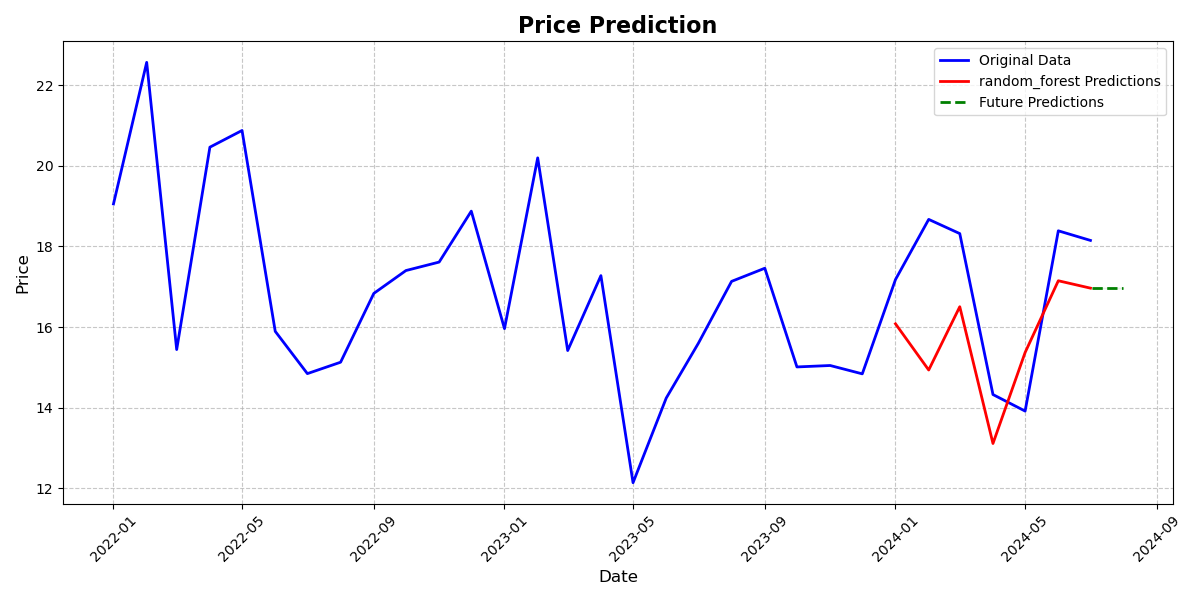 Price Prediction
Original Data
random_forest Predictions
Future Predictions
Price
22
20
18
16
14
12
2022-01
2022-05
2022-09
2023-01
2023-05
2023-09
2024-01
2024-05
2024-09
Date